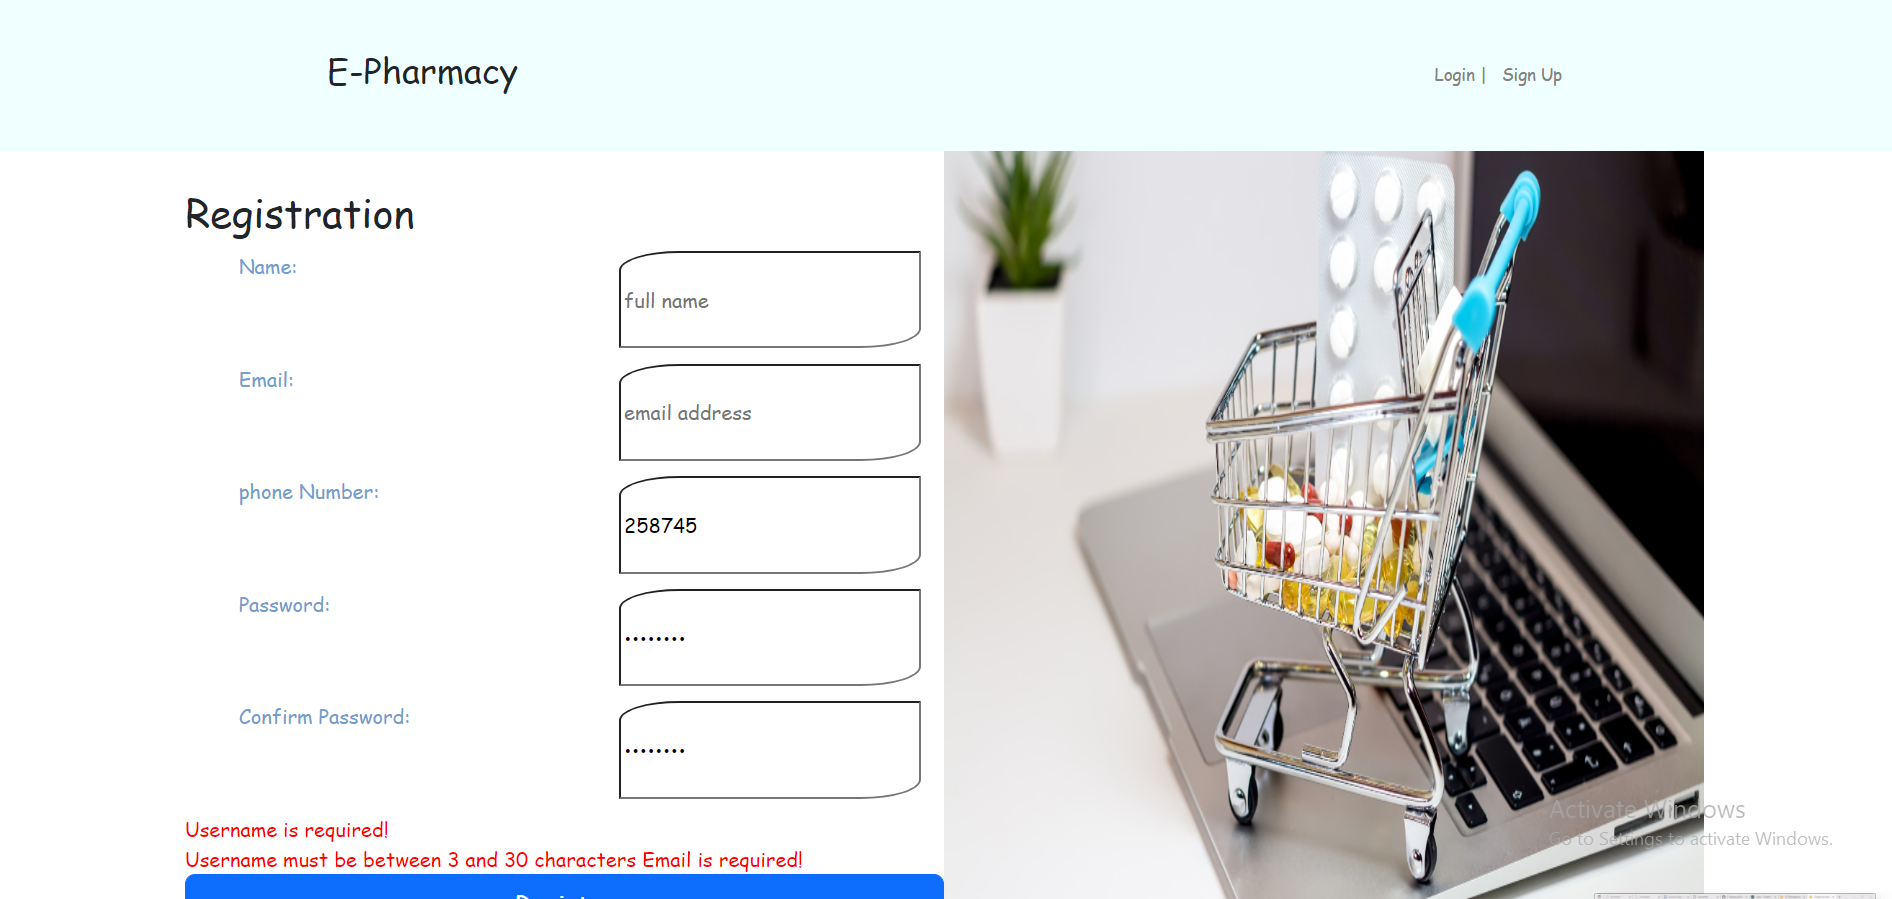 E-Pharmacy
Login | Sign Up
Registration
Name:
full name
Email:
email address
phone Number:
258745
Password:
••••••••
Confirm Password:
••••••••
Username is required!
Username must be between 3 and 30 characters Email is required!
Activate Windows
Go to Settings to activate Windows.